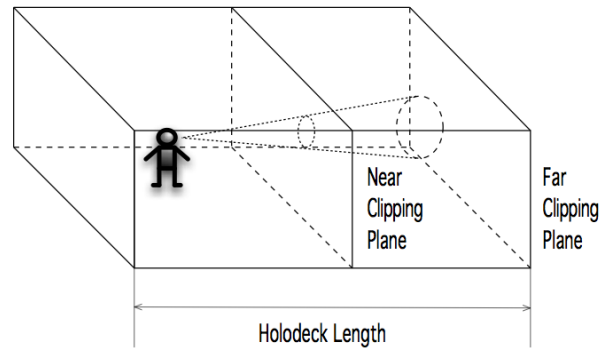 Near
Clipping
Plane
Far
Clipping
Plane
Holodeck Length